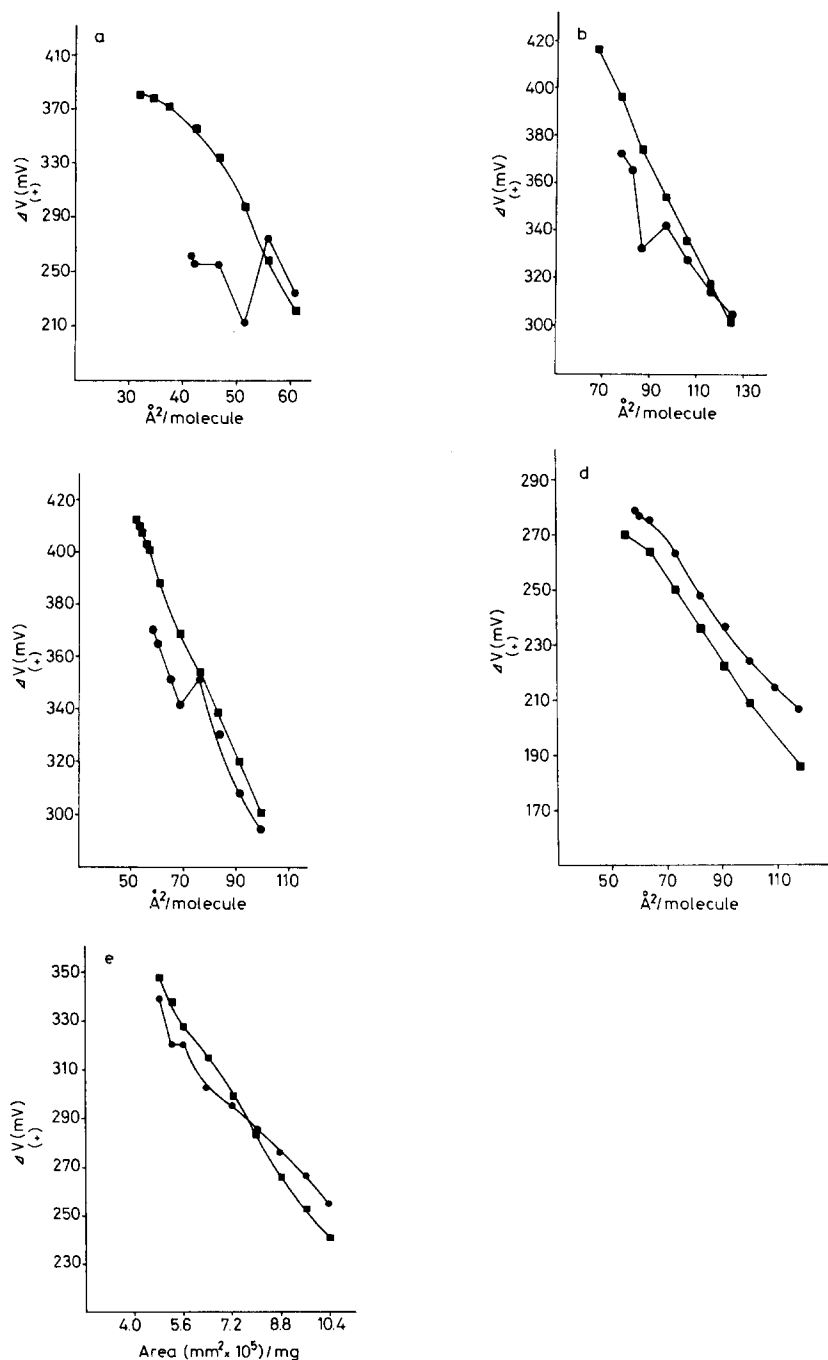 a
410
370
330
290
250
210
ΔV (mV)
(+)
30 40 50 60
Å²/molecule
b
420
400
380
360
340
320
300
ΔV (mV)
(+)
70 90 110 130
Å²/molecule
420
400
380
360
340
320
300
ΔV (mV)
(+)
50 70 90 110
Å²/molecule
d
290
270
250
230
210
190
170
ΔV (mV)
(+)
50 70 90 110
Å²/molecule
e
350
330
310
290
270
250
230
ΔV (mV)
(+)
4.0 5.6 7.2 8.8 10.4
Area (mm² × 10⁵)/mg